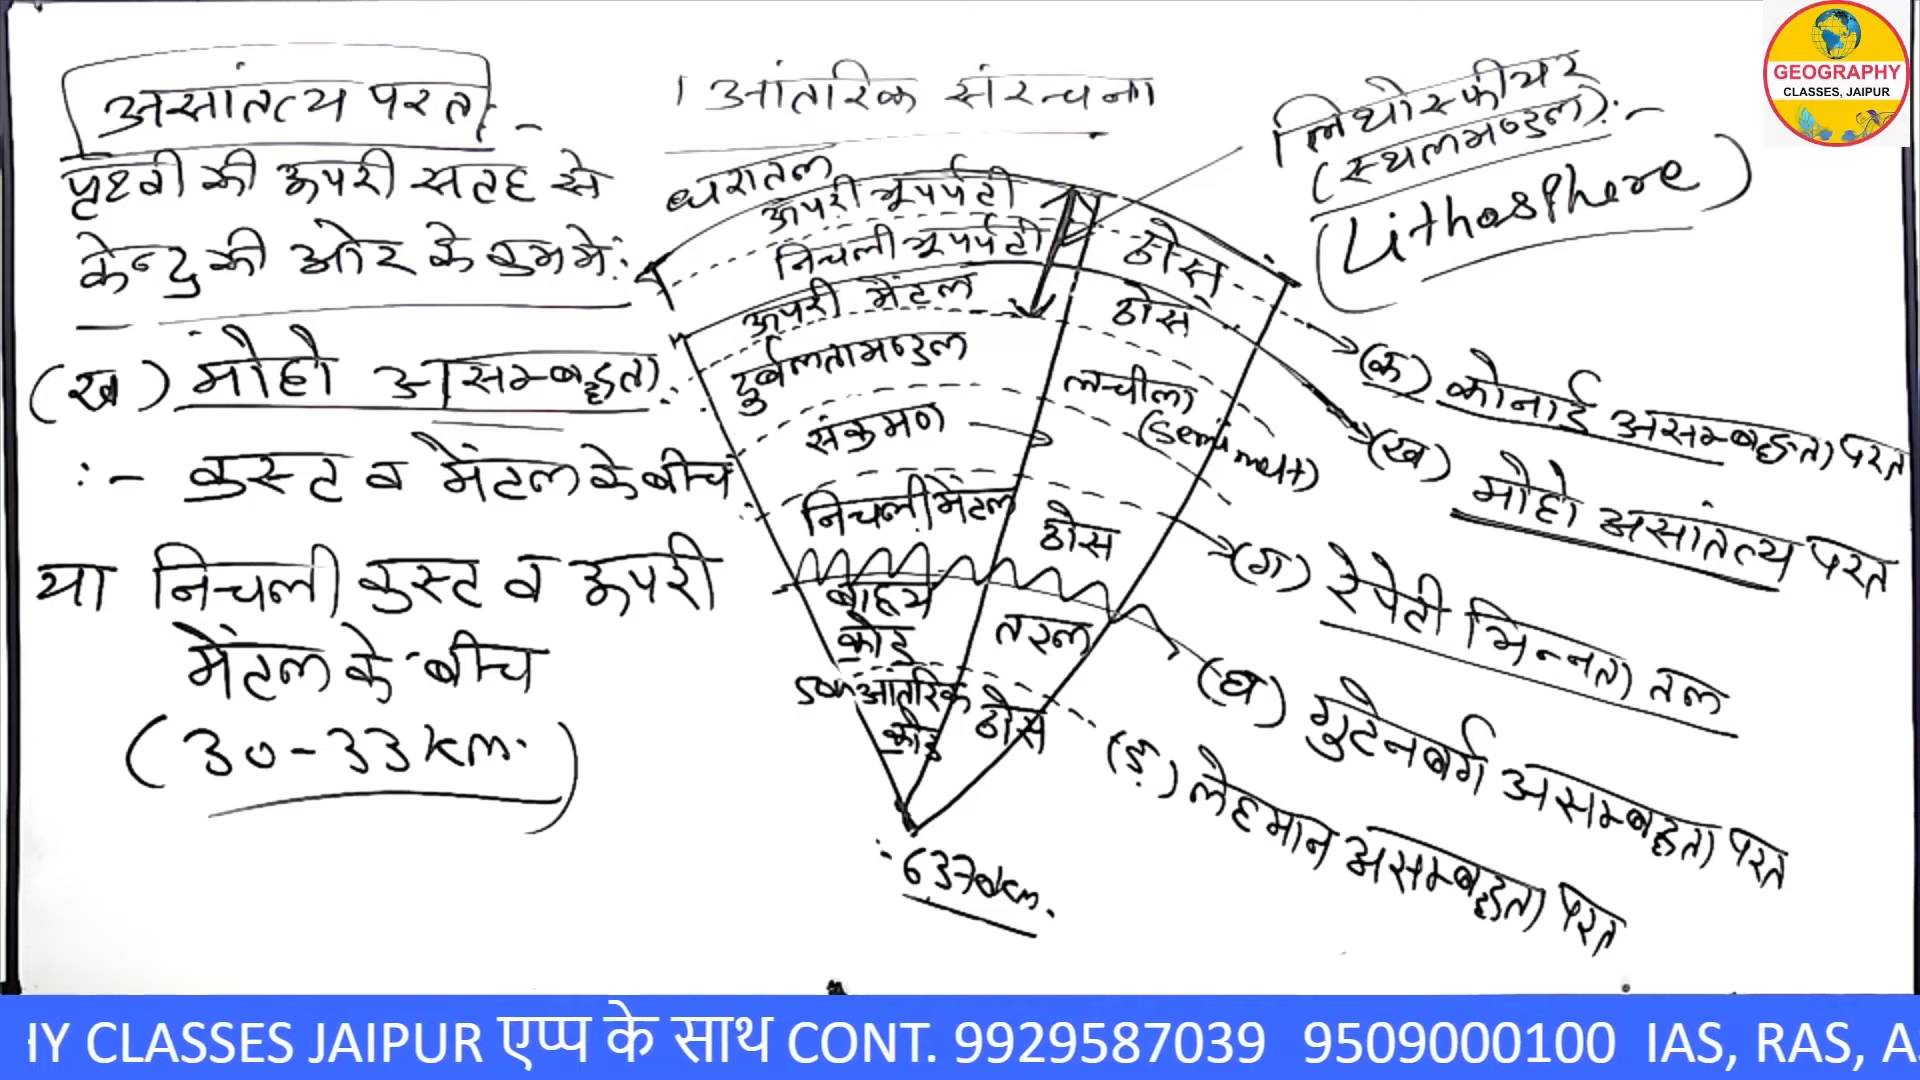 असांतत्य परत :-
पृथ्वी की ऊपरी सतह से
केन्द्र की ओर के क्रम में:
(ख) मोहो असम्बद्धता
:- क्रस्ट व मेंटल के बीच
या निचली क्रस्ट व ऊपरी
मेंटल के बीच
(30-33 km.)
आंतरिक संरचना
धरातल
ऊपरी भूपर्पटी
निचली भूपर्पटी
ऊपरी मेंटल
दुर्बलतामण्डल
संक्रमण
निचली मेंटल
बाह्य
कोड
आंतरिक
कोड
ठोस
ठोस
लचीला
(semi melt)
ठोस
तरल
ठोस
6370km.
लिथोस्फीयर
(स्थलमण्डल):-
(Lithosphere)
(क) कोनार्ड असम्बद्धता परत
(ख) मोहो असांतत्य परत
(ग) रेपेटी भिन्नता तल
(घ) गुटेनबर्ग असम्बद्धता परत
(ड़) लेहमान असम्बद्धता परत
GEOGRAPHY
CLASSES, JAIPUR
HY CLASSES JAIPUR एप्प के साथ CONT. 9929587039 9509000100 IAS, RAS, A